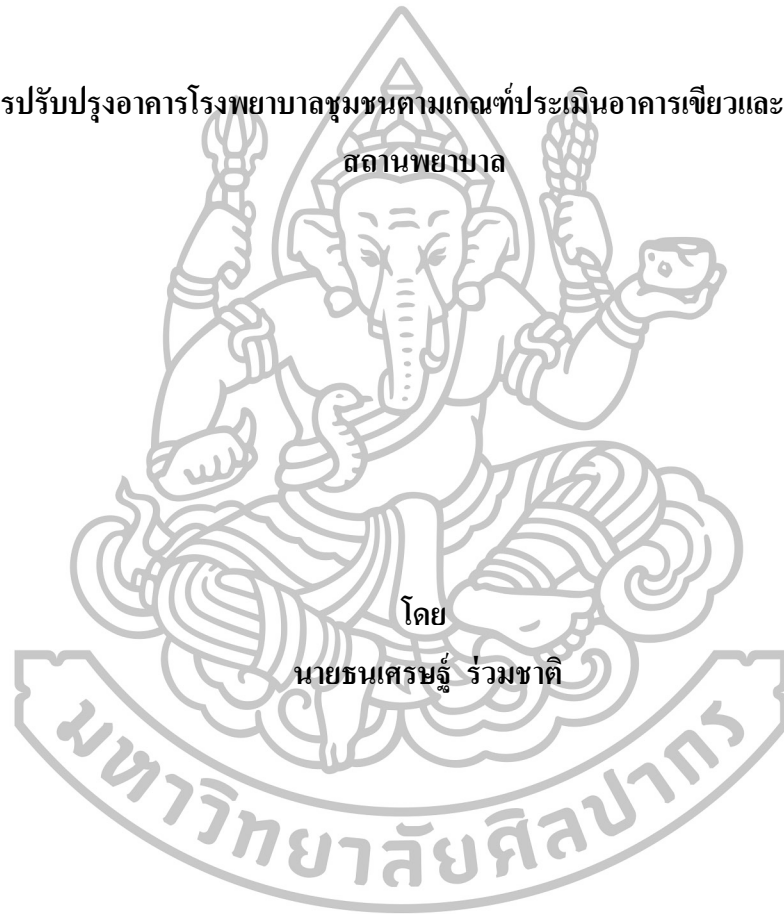 รปรับปรุงอาคารโรงพยาบาลชุมชนตามเกณฑ์ประเมินอาคารเขียวและ
สถานพยาบาล
โดย
นายธนเศรษฐ์ ร่วมชาติ
มหาวิทยาลัยศิลปากร